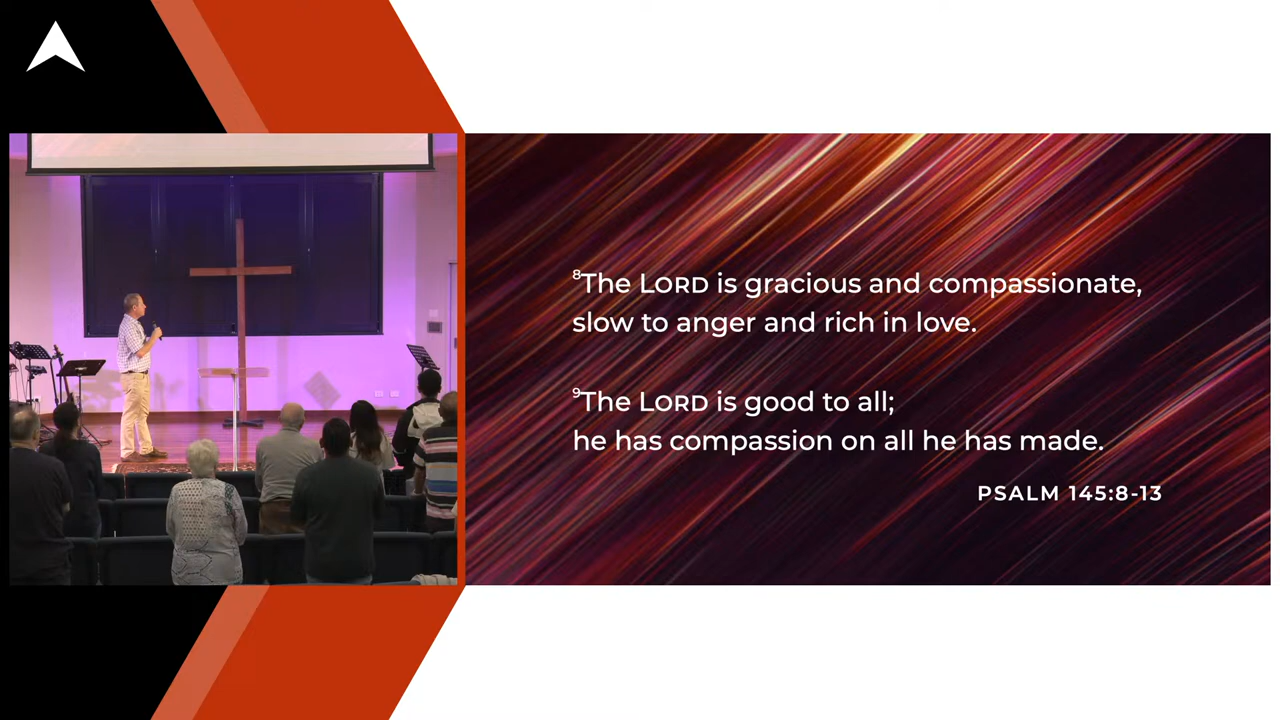 ⁸The LORD is gracious and compassionate,
slow to anger and rich in love.
⁹The LORD is good to all;
he has compassion on all he has made.
PSALM 145:8-13